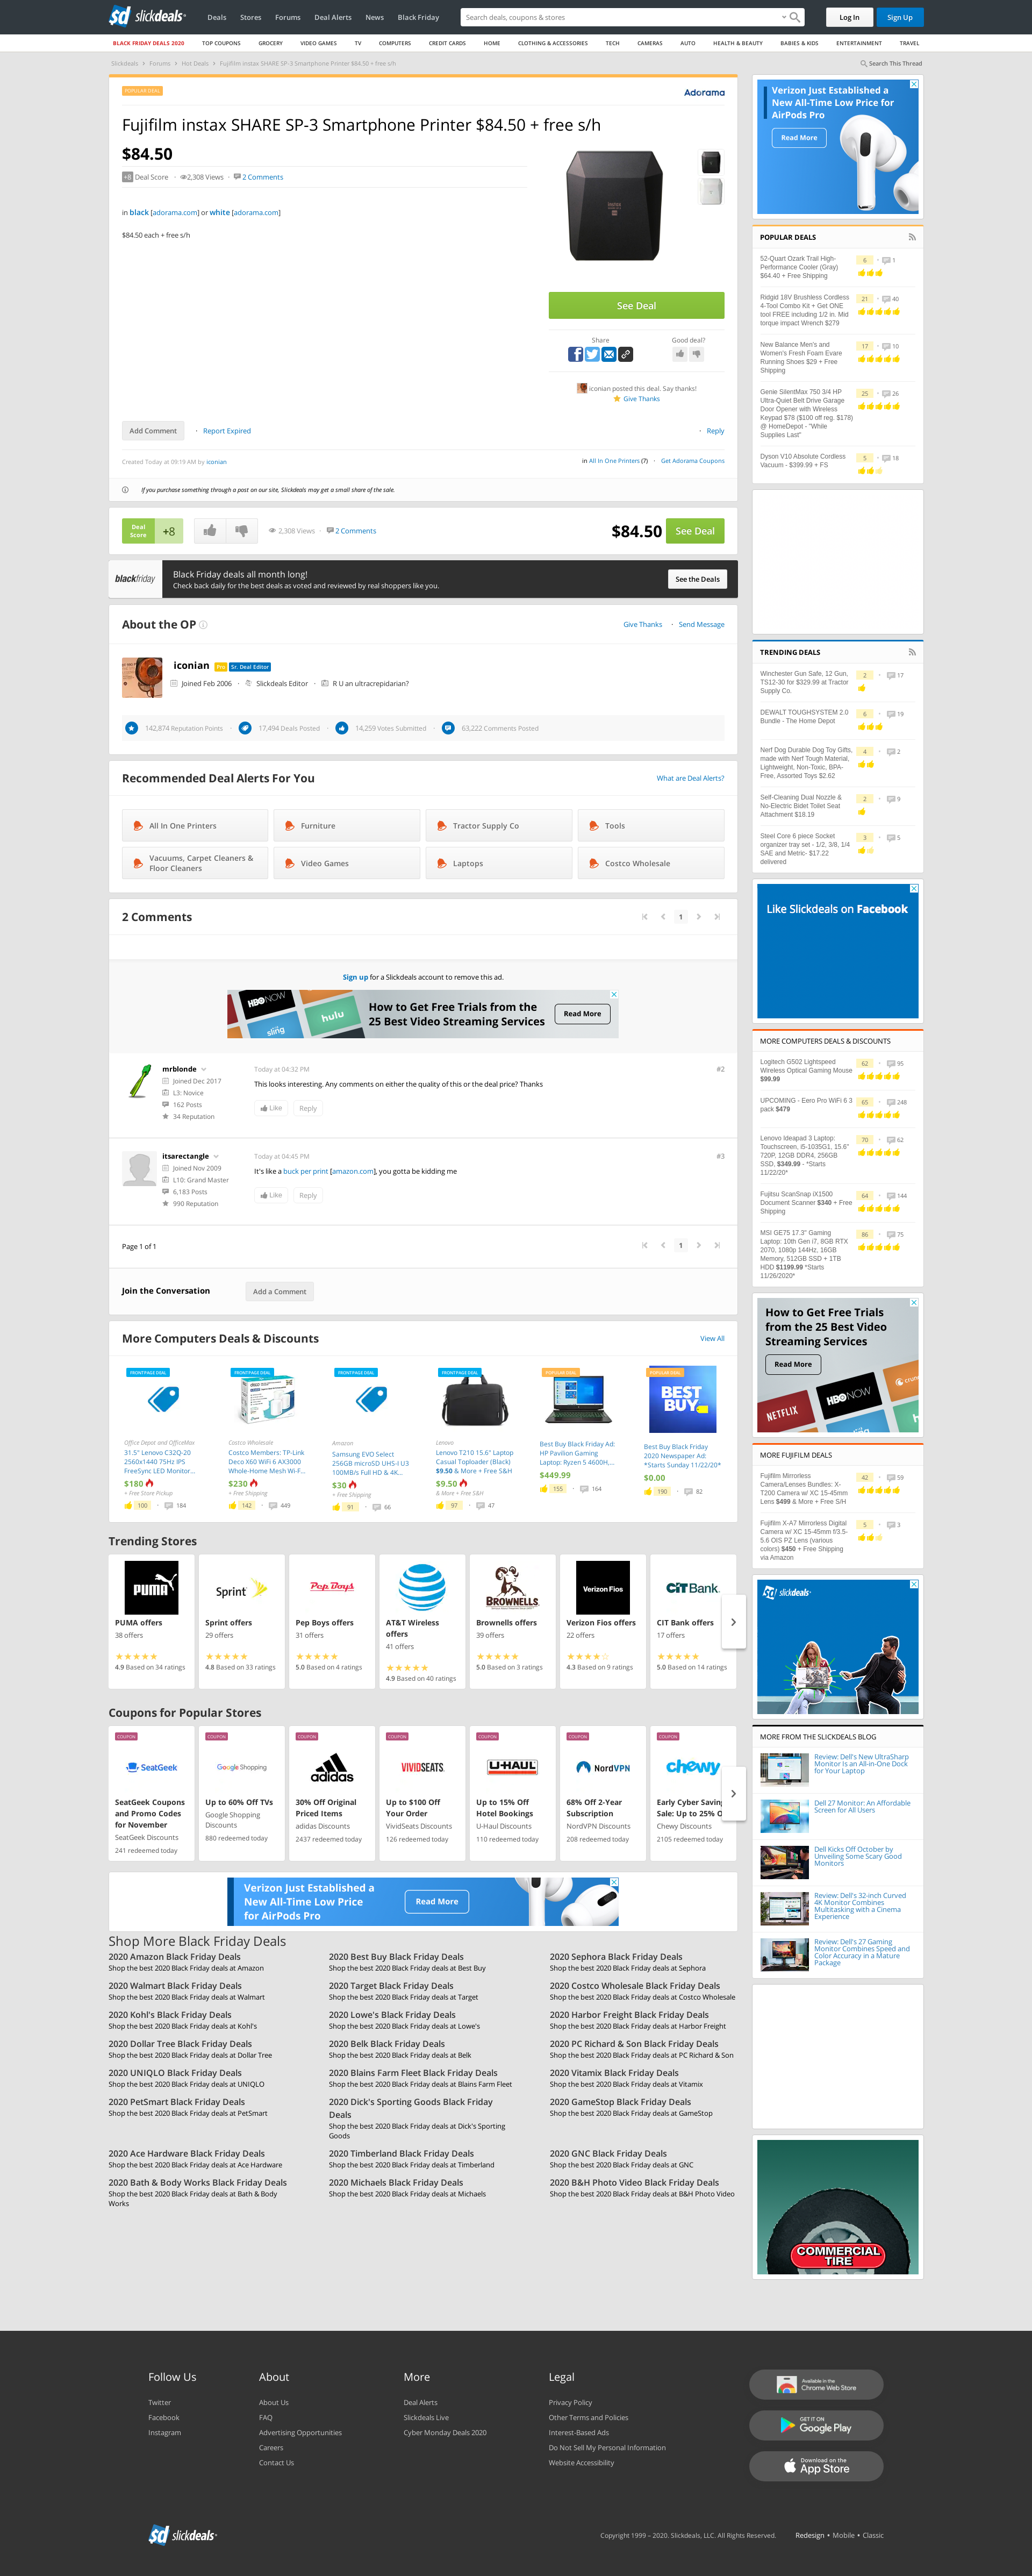 slickdeals
Deals
Stores
Forums
Deal Alerts
News
Black Friday
Search deals, coupons & stores
Log In
Sign Up
BLACK FRIDAY DEALS 2020
TOP COUPONS
GROCERY
VIDEO GAMES
TV
COMPUTERS
CREDIT CARDS
HOME
CLOTHING & ACCESSORIES
TECH
CAMERAS
AUTO
HEALTH & BEAUTY
BABIES & KIDS
ENTERTAINMENT
TRAVEL
Slickdeals > Forums > Hot Deals > Fujifilm instax SHARE SP-3 Smartphone Printer $84.50 + free s/h
Search This Thread
POPULAR DEAL
Adorama
Fujifilm instax SHARE SP-3 Smartphone Printer $84.50 + free s/h
$84.50
+8 Deal Score · 2,308 Views · 2 Comments
in black [adorama.com] or white [adorama.com]
$84.50 each + free s/h
See Deal
Share
Good deal?
iconian posted this deal. Say thanks!
Give Thanks
Add Comment · Report Expired
· Reply
Created Today at 09:19 AM by iconian
in All In One Printers (7) · Get Adorama Coupons
If you purchase something through a post on our site, Slickdeals may get a small share of the sale.
Deal Score +8
2,308 Views · 2 Comments
$84.50 See Deal
blackfriday
Black Friday deals all month long!
Check back daily for the best deals as voted and reviewed by real shoppers like you.
See the Deals
About the OP
Give Thanks · Send Message
iconian Pro Sr. Deal Editor
Joined Feb 2006 · Slickdeals Editor · R U an ultracrepidarian?
142,874 Reputation Points · 17,494 Deals Posted · 14,259 Votes Submitted · 63,222 Comments Posted
Recommended Deal Alerts For You
What are Deal Alerts?
All In One Printers
Furniture
Tractor Supply Co
Tools
Vacuums, Carpet Cleaners & Floor Cleaners
Video Games
Laptops
Costco Wholesale
2 Comments
1
Sign up for a Slickdeals account to remove this ad.
HBO NOW
sling
hulu
How to Get Free Trials from the
25 Best Video Streaming Services
Read More
mrblonde
Joined Dec 2017
L3: Novice
162 Posts
34 Reputation
Today at 04:32 PM
#2
This looks interesting. Any comments on either the quality of this or the deal price? Thanks
Like
Reply
itsarectangle
Joined Nov 2009
L10: Grand Master
6,183 Posts
990 Reputation
Today at 04:45 PM
#3
It's like a buck per print [amazon.com], you gotta be kidding me
Like
Reply
Page 1 of 1
1
Join the Conversation
Add a Comment
More Computers Deals & Discounts
View All
FRONTPAGE DEAL
Office Depot and OfficeMax
31.5" Lenovo C32Q-20
2560x1440 75Hz IPS
FreeSync LED Monitor...
$180
+ Free Store Pickup
100 · 184
FRONTPAGE DEAL
Costco Wholesale
Costco Members: TP-Link
Deco X60 WiFi 6 AX3000
Whole-Home Mesh Wi-F...
$230
+ Free Shipping
142 · 449
FRONTPAGE DEAL
Amazon
Samsung EVO Select
256GB microSD UHS-I U3
100MB/s Full HD & 4K...
$30
+ Free Shipping
91 · 66
FRONTPAGE DEAL
Lenovo
Lenovo T210 15.6" Laptop
Casual Toploader (Black)
$9.50 & More + Free S&H
$9.50
& More + Free S&H
97 · 47
POPULAR DEAL
Best Buy Black Friday Ad:
HP Pavilion Gaming
Laptop: Ryzen 5 4600H,...
$449.99
155 · 164
POPULAR DEAL
BEST BUY
Best Buy Black Friday
2020 Newspaper Ad:
*Starts Sunday 11/22/20*
$0.00
190 · 82
Trending Stores
PUMA
PUMA offers
38 offers
4.9 Based on 34 ratings
Sprint
Sprint offers
29 offers
4.8 Based on 33 ratings
Pep Boys
Pep Boys offers
31 offers
5.0 Based on 4 ratings
AT&T Wireless offers
41 offers
4.9 Based on 40 ratings
BROWNELLS
Brownells offers
39 offers
5.0 Based on 3 ratings
Verizon Fios
Verizon Fios offers
22 offers
4.3 Based on 9 ratings
CIT Bank
CIT Bank offers
17 offers
5.0 Based on 14 ratings
Coupons for Popular Stores
COUPON
SeatGeek
SeatGeek Coupons
and Promo Codes
for November
SeatGeek Discounts
241 redeemed today
COUPON
Google Shopping
Up to 60% Off TVs
Google Shopping
Discounts
880 redeemed today
COUPON
adidas
30% Off Original
Priced Items
adidas Discounts
2437 redeemed today
COUPON
VIVIDSEATS
Up to $100 Off
Your Order
VividSeats Discounts
126 redeemed today
COUPON
U-HAUL
Up to 15% Off
Hotel Bookings
U-Haul Discounts
110 redeemed today
COUPON
NordVPN
68% Off 2-Year
Subscription
NordVPN Discounts
208 redeemed today
COUPON
chewy
Early Cyber Saving
Sale: Up to 25% O
Chewy Discounts
2105 redeemed today
Verizon Just Established a
New All-Time Low Price
for AirPods Pro
Read More
Shop More Black Friday Deals
2020 Amazon Black Friday Deals
Shop the best 2020 Black Friday deals at Amazon
2020 Best Buy Black Friday Deals
Shop the best 2020 Black Friday deals at Best Buy
2020 Sephora Black Friday Deals
Shop the best 2020 Black Friday deals at Sephora
2020 Walmart Black Friday Deals
Shop the best 2020 Black Friday deals at Walmart
2020 Target Black Friday Deals
Shop the best 2020 Black Friday deals at Target
2020 Costco Wholesale Black Friday Deals
Shop the best 2020 Black Friday deals at Costco Wholesale
2020 Kohl's Black Friday Deals
Shop the best 2020 Black Friday deals at Kohl's
2020 Lowe's Black Friday Deals
Shop the best 2020 Black Friday deals at Lowe's
2020 Harbor Freight Black Friday Deals
Shop the best 2020 Black Friday deals at Harbor Freight
2020 Dollar Tree Black Friday Deals
Shop the best 2020 Black Friday deals at Dollar Tree
2020 Belk Black Friday Deals
Shop the best 2020 Black Friday deals at Belk
2020 PC Richard & Son Black Friday Deals
Shop the best 2020 Black Friday deals at PC Richard & Son
2020 UNIQLO Black Friday Deals
Shop the best 2020 Black Friday deals at UNIQLO
2020 Blains Farm Fleet Black Friday Deals
Shop the best 2020 Black Friday deals at Blains Farm Fleet
2020 Vitamix Black Friday Deals
Shop the best 2020 Black Friday deals at Vitamix
2020 PetSmart Black Friday Deals
Shop the best 2020 Black Friday deals at PetSmart
2020 Dick's Sporting Goods Black Friday
Deals
Shop the best 2020 Black Friday deals at Dick's Sporting
Goods
2020 GameStop Black Friday Deals
Shop the best 2020 Black Friday deals at GameStop
2020 Ace Hardware Black Friday Deals
Shop the best 2020 Black Friday deals at Ace Hardware
2020 Timberland Black Friday Deals
Shop the best 2020 Black Friday deals at Timberland
2020 GNC Black Friday Deals
Shop the best 2020 Black Friday deals at GNC
2020 Bath & Body Works Black Friday Deals
Shop the best 2020 Black Friday deals at Bath & Body
Works
2020 Michaels Black Friday Deals
Shop the best 2020 Black Friday deals at Michaels
2020 B&H Photo Video Black Friday Deals
Shop the best 2020 Black Friday deals at B&H Photo Video
Verizon Just Established a
New All-Time Low Price for
AirPods Pro
Read More
POPULAR DEALS
52-Quart Ozark Trail High-
Performance Cooler (Gray)
$64.40 + Free Shipping
6 · 1
Ridgid 18V Brushless Cordless
4-Tool Combo Kit + Get ONE
tool FREE including 1/2 in. Mid
torque impact Wrench $279
21 · 40
New Balance Men's and
Women's Fresh Foam Evare
Running Shoes $29 + Free
Shipping
17 · 10
Genie SilentMax 750 3/4 HP
Ultra-Quiet Belt Drive Garage
Door Opener with Wireless
Keypad $78 ($100 off reg. $178)
@ HomeDepot - "While
Supplies Last"
25 · 26
Dyson V10 Absolute Cordless
Vacuum - $399.99 + FS
5 · 18
TRENDING DEALS
Winchester Gun Safe, 12 Gun,
TS12-30 for $329.99 at Tractor
Supply Co.
2 · 17
DEWALT TOUGHSYSTEM 2.0
Bundle - The Home Depot
6 · 19
Nerf Dog Durable Dog Toy Gifts,
made with Nerf Tough Material,
Lightweight, Non-Toxic, BPA-
Free, Assorted Toys $2.62
4 · 2
Self-Cleaning Dual Nozzle &
No-Electric Bidet Toilet Seat
Attachment $18.19
2 · 9
Steel Core 6 piece Socket
organizer tray set - 1/2, 3/8, 1/4
SAE and Metric- $17.22
delivered
3 · 5
Like Slickdeals on Facebook
MORE COMPUTERS DEALS & DISCOUNTS
Logitech G502 Lightspeed
Wireless Optical Gaming Mouse
$99.99
62 · 95
UPCOMING - Eero Pro WiFi 6 3
pack $479
65 · 248
Lenovo Ideapad 3 Laptop:
Touchscreen, i5-1035G1, 15.6"
720P, 12GB DDR4, 256GB
SSD, $349.99 - *Starts
11/22/20*
70 · 62
Fujitsu ScanSnap iX1500
Document Scanner $340 + Free
Shipping
64 · 144
MSI GE75 17.3" Gaming
Laptop: 10th Gen i7, 8GB RTX
2070, 1080p 144Hz, 16GB
Memory, 512GB SSD + 1TB
HDD $1199.99 *Starts
11/26/2020*
86 · 75
How to Get Free Trials
from the 25 Best Video
Streaming Services
Read More
NETFLIX
HBO NOW
crunchy
MORE FUJIFILM DEALS
Fujifilm Mirrorless
Camera/Lenses Bundles: X-
T200 Camera w/ XC 15-45mm
Lens $499 & More + Free S/H
42 · 59
Fujifilm X-A7 Mirrorless Digital
Camera w/ XC 15-45mm f/3.5-
5.6 OIS PZ Lens (various
colors) $450 + Free Shipping
via Amazon
5 · 3
slickdeals
MORE FROM THE SLICKDEALS BLOG
Review: Dell's New UltraSharp
Monitor Is an All-in-One Dock
for Your Laptop
Dell 27 Monitor: An Affordable
Screen for All Users
Dell Kicks Off October by
Unveiling Some Scary Good
Monitors
Review: Dell's 32-inch Curved
4K Monitor Combines
Multitasking with a Cinema
Experience
Review: Dell's 27 Gaming
Monitor Combines Speed and
Color Accuracy in a Mature
Package
COMMERCIAL
TIRE
Follow Us
Twitter
Facebook
Instagram
About
About Us
FAQ
Advertising Opportunities
Careers
Contact Us
More
Deal Alerts
Slickdeals Live
Cyber Monday Deals 2020
Legal
Privacy Policy
Other Terms and Policies
Interest-Based Ads
Do Not Sell My Personal Information
Website Accessibility
Available in the
Chrome Web Store
GET IT ON
Google Play
Download on the
App Store
slickdeals
Copyright 1999 – 2020. Slickdeals, LLC. All Rights Reserved.
Redesign • Mobile • Classic